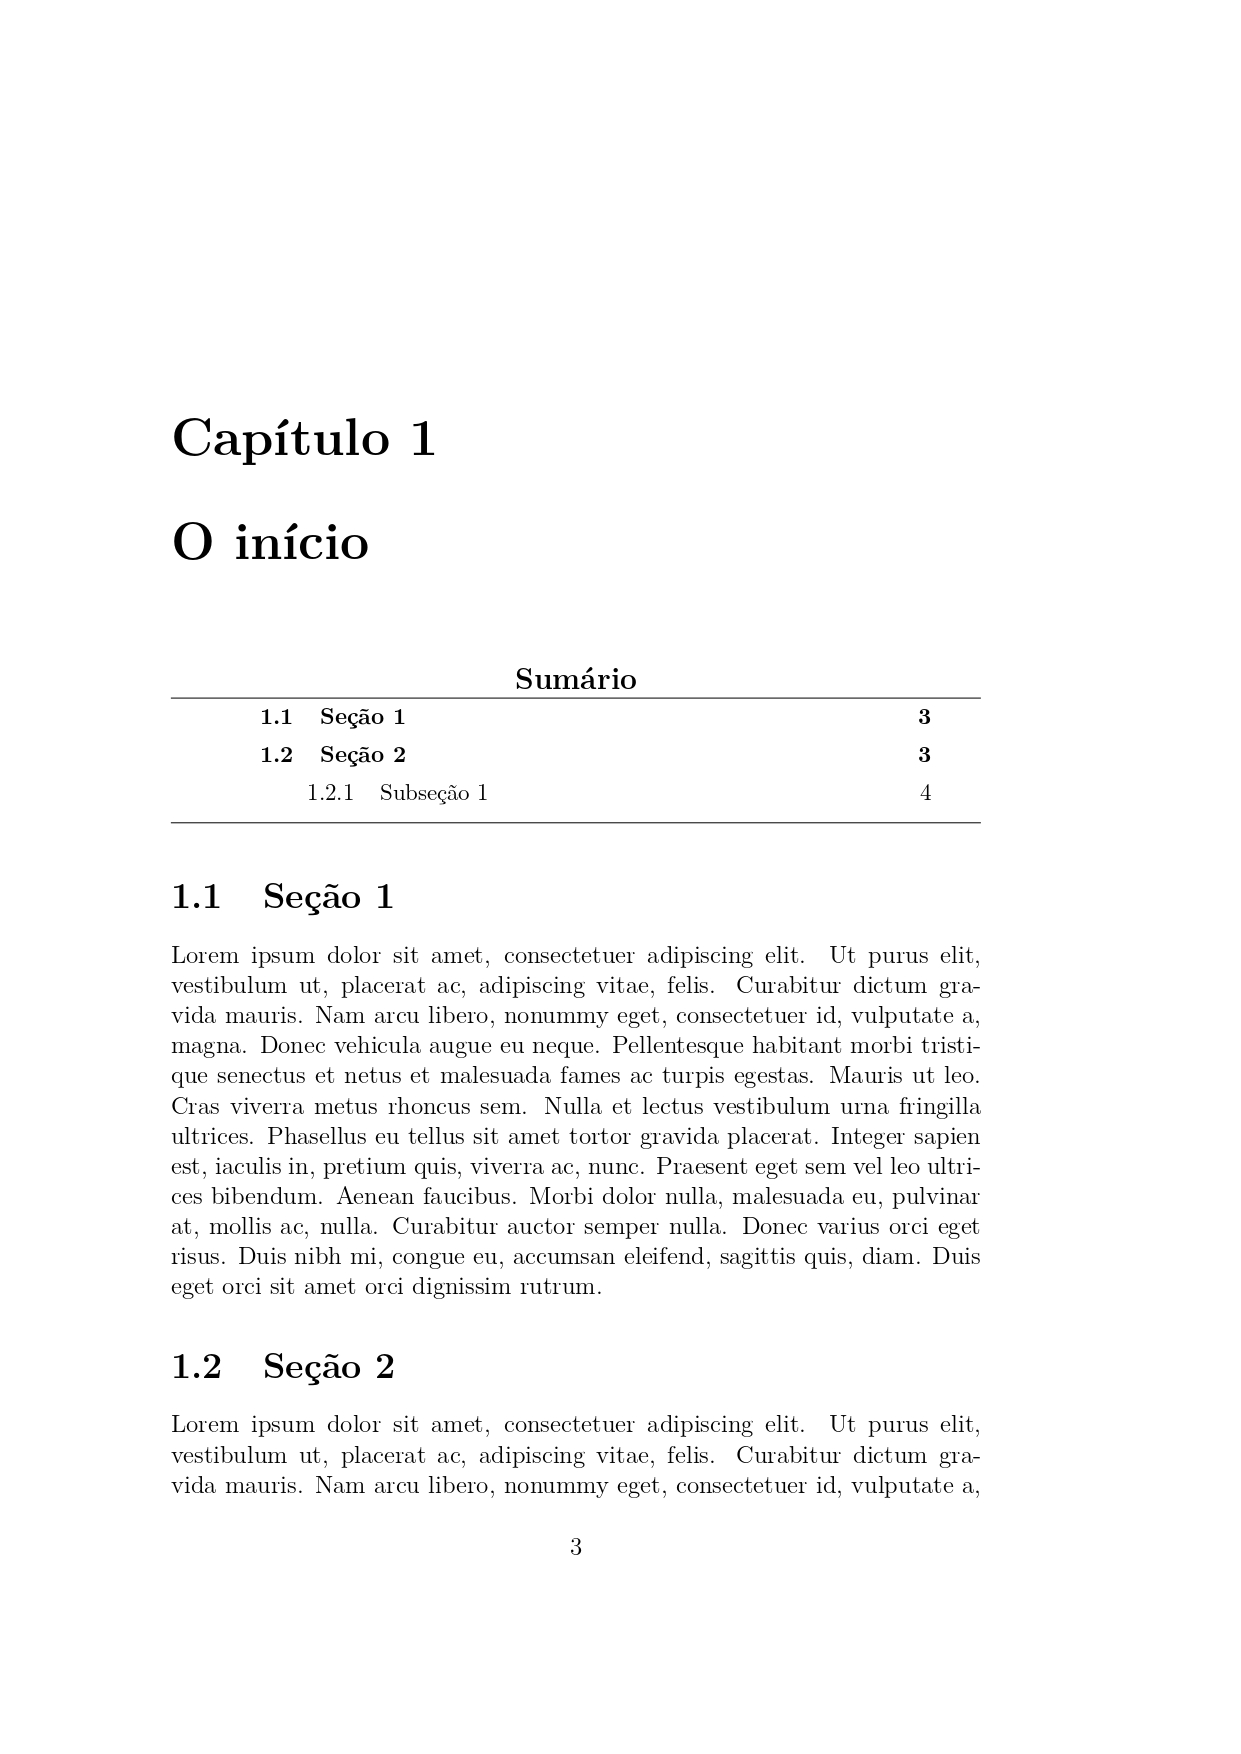 Capítulo 1
O início
Sumário
1.1 Seção 1 3
1.2 Seção 2 3
1.2.1 Subseção 1 4
1.1 Seção 1
Lorem ipsum dolor sit amet, consectetuer adipiscing elit. Ut purus elit,
vestibulum ut, placerat ac, adipiscing vitae, felis. Curabitur dictum gra-
vida mauris. Nam arcu libero, nonummy eget, consectetuer id, vulputate a,
magna. Donec vehicula augue eu neque. Pellentesque habitant morbi tristi-
que senectus et netus et malesuada fames ac turpis egestas. Mauris ut leo.
Cras viverra metus rhoncus sem. Nulla et lectus vestibulum urna fringilla
ultrices. Phasellus eu tellus sit amet tortor gravida placerat. Integer sapien
est, iaculis in, pretium quis, viverra ac, nunc. Praesent eget sem vel leo ultri-
ces bibendum. Aenean faucibus. Morbi dolor nulla, malesuada eu, pulvinar
at, mollis ac, nulla. Curabitur auctor semper nulla. Donec varius orci eget
risus. Duis nibh mi, congue eu, accumsan eleifend, sagittis quis, diam. Duis
eget orci sit amet orci dignissim rutrum.
1.2 Seção 2
Lorem ipsum dolor sit amet, consectetuer adipiscing elit. Ut purus elit,
vestibulum ut, placerat ac, adipiscing vitae, felis. Curabitur dictum gra-
vida mauris. Nam arcu libero, nonummy eget, consectetuer id, vulputate a,
3